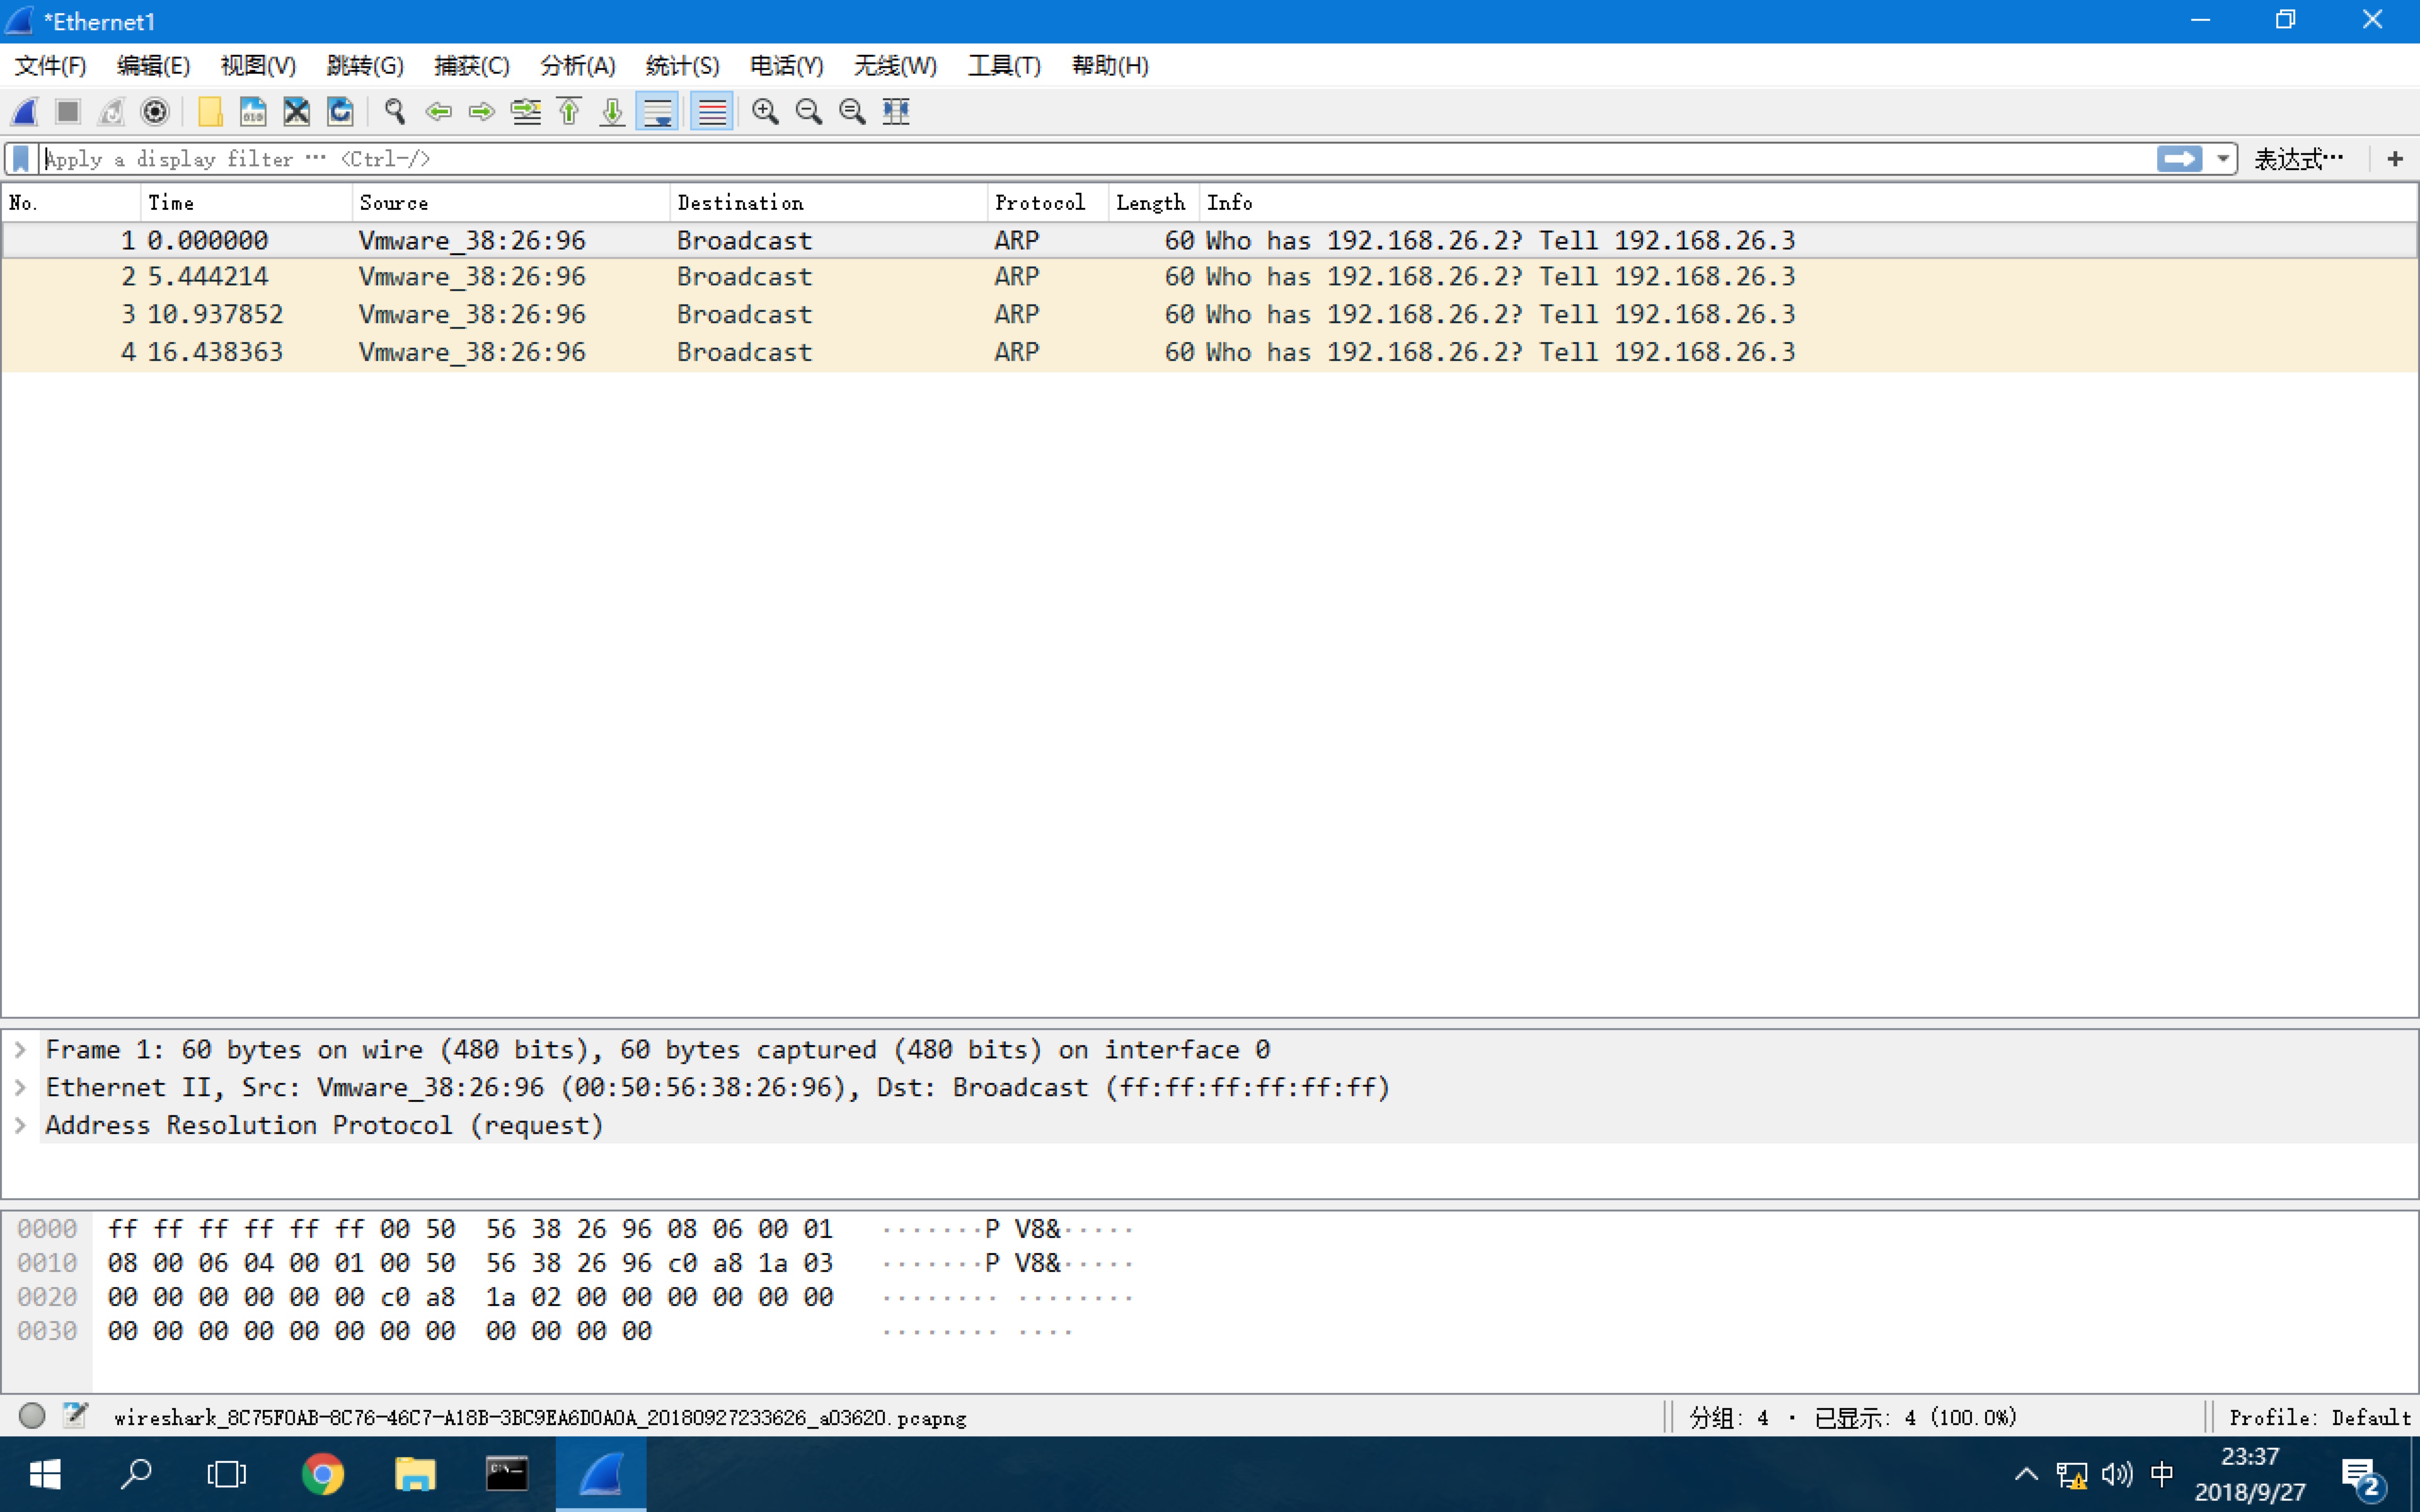 *Ethernet1
文件(F) 编辑(E) 视图(V) 跳转(G) 捕获(C) 分析(A) 统计(S) 电话(Y) 无线(W) 工具(T) 帮助(H)
Apply a display filter … <Ctrl-/> 表达式… +
No. Time Source Destination Protocol Length Info
1 0.000000 Vmware_38:26:96 Broadcast ARP 60 Who has 192.168.26.2? Tell 192.168.26.3
2 5.444214 Vmware_38:26:96 Broadcast ARP 60 Who has 192.168.26.2? Tell 192.168.26.3
3 10.937852 Vmware_38:26:96 Broadcast ARP 60 Who has 192.168.26.2? Tell 192.168.26.3
4 16.438363 Vmware_38:26:96 Broadcast ARP 60 Who has 192.168.26.2? Tell 192.168.26.3
Frame 1: 60 bytes on wire (480 bits), 60 bytes captured (480 bits) on interface 0
Ethernet II, Src: Vmware_38:26:96 (00:50:56:38:26:96), Dst: Broadcast (ff:ff:ff:ff:ff:ff)
Address Resolution Protocol (request)
0000 ff ff ff ff ff ff 00 50 56 38 26 96 08 06 00 01 ·······P V8&·····
0010 08 00 06 04 00 01 00 50 56 38 26 96 c0 a8 1a 03 ·······P V8&·····
0020 00 00 00 00 00 00 c0 a8 1a 02 00 00 00 00 00 00 ········ ········
0030 00 00 00 00 00 00 00 00 00 00 00 00 ········ ····
wireshark_8C75F0AB-8C76-46C7-A18B-3BC9EA6D0A0A_20180927233626_a03620.pcapng 分组: 4 · 已显示: 4 (100.0%) Profile: Default
中 23:37
2018/9/27 2